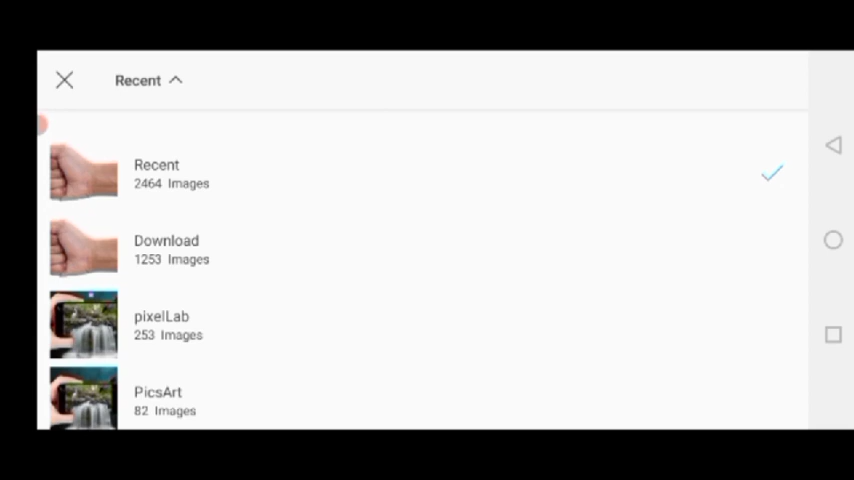 Recent
Recent
2464 Images
Download
1253 Images
pixelLab
253 Images
PicsArt
82 Images